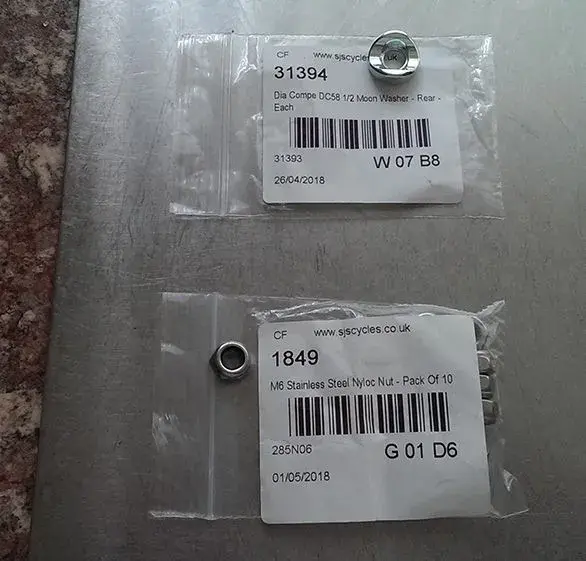 CF www.sjscycles uk
31394
Dia Compe DC58 1/2 Moon Washer - Rear -
Each
31393 W 07 B8
26/04/2018
CF www.sjscycles.co.uk
1849
M6 Stainless Steel Nyloc Nut - Pack Of 10
285N06 G 01 D6
01/05/2018